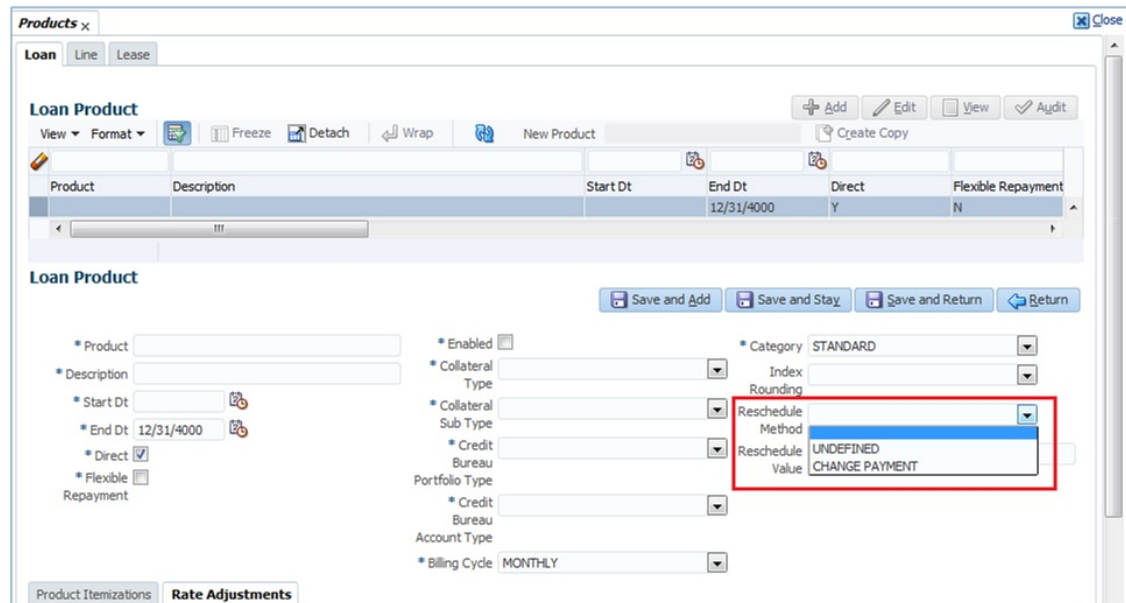 Products x
Close
Loan Line Lease
Loan Product
Add Edit View Audit
View Format Freeze Detach Wrap New Product Create Copy
Product Description Start Dt End Dt Direct Flexible Repayment
12/31/4000 Y N
Loan Product
Save and Add Save and Stay Save and Return Return
* Product
* Description
* Start Dt
* End Dt 12/31/4000
* Direct
* Flexible
Repayment
* Enabled
* Collateral
Type
* Collateral
Sub Type
* Credit
Bureau
Portfolio Type
* Credit
Bureau
Account Type
* Billing Cycle MONTHLY
* Category STANDARD
Index
Rounding
Reschedule
Method
Reschedule
Value
UNDEFINED
CHANGE PAYMENT
Product Itemizations Rate Adjustments